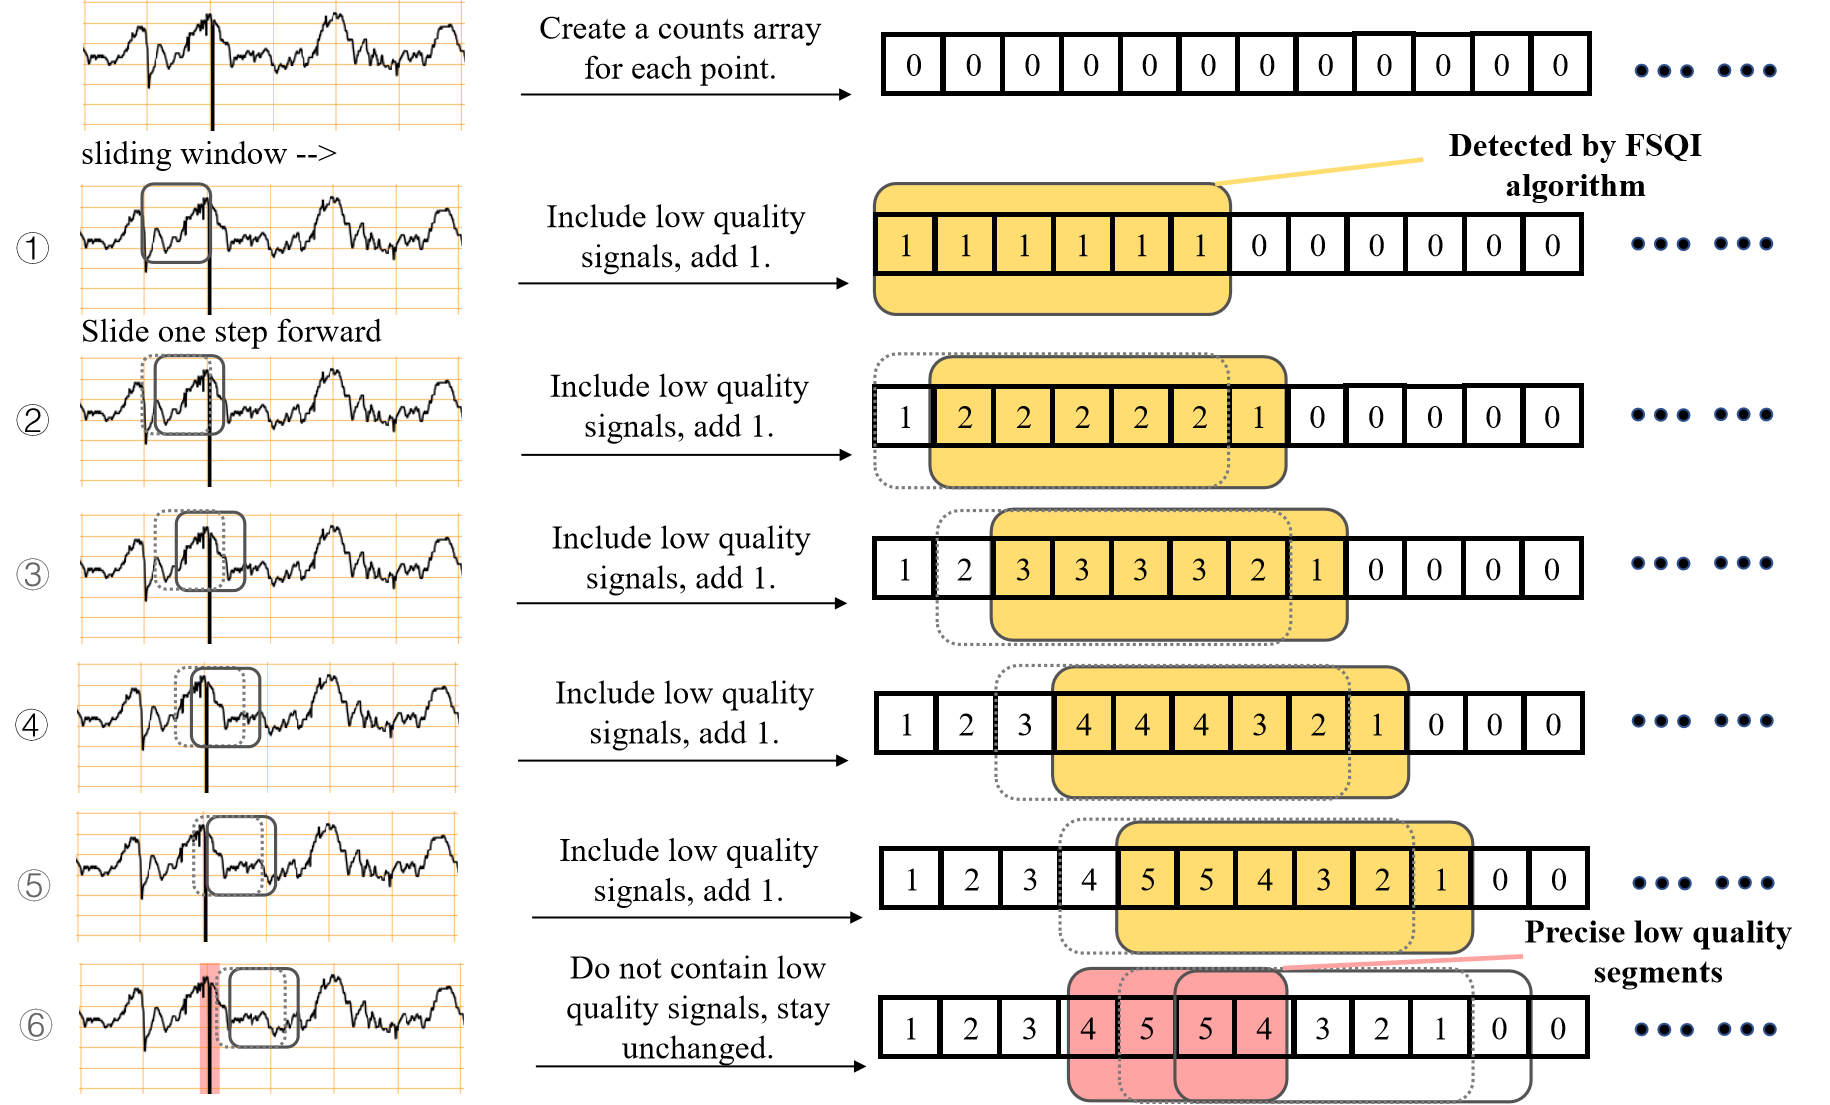 Create a counts array
for each point.
0 0 0 0 0 0 0 0 0 0 0 0
sliding window -->
Detected by FSQI
algorithm
①
Include low quality
signals, add 1.
1 1 1 1 1 1 0 0 0 0 0 0
Slide one step forward
②
Include low quality
signals, add 1.
1 2 2 2 2 2 1 0 0 0 0 0
③
Include low quality
signals, add 1.
1 2 3 3 3 3 2 1 0 0 0 0
④
Include low quality
signals, add 1.
1 2 3 4 4 4 3 2 1 0 0 0
⑤
Include low quality
signals, add 1.
1 2 3 4 5 5 4 3 2 1 0 0
Precise low quality
segments
⑥
Do not contain low
quality signals, stay
unchanged.
1 2 3 4 5 5 4 3 2 1 0 0